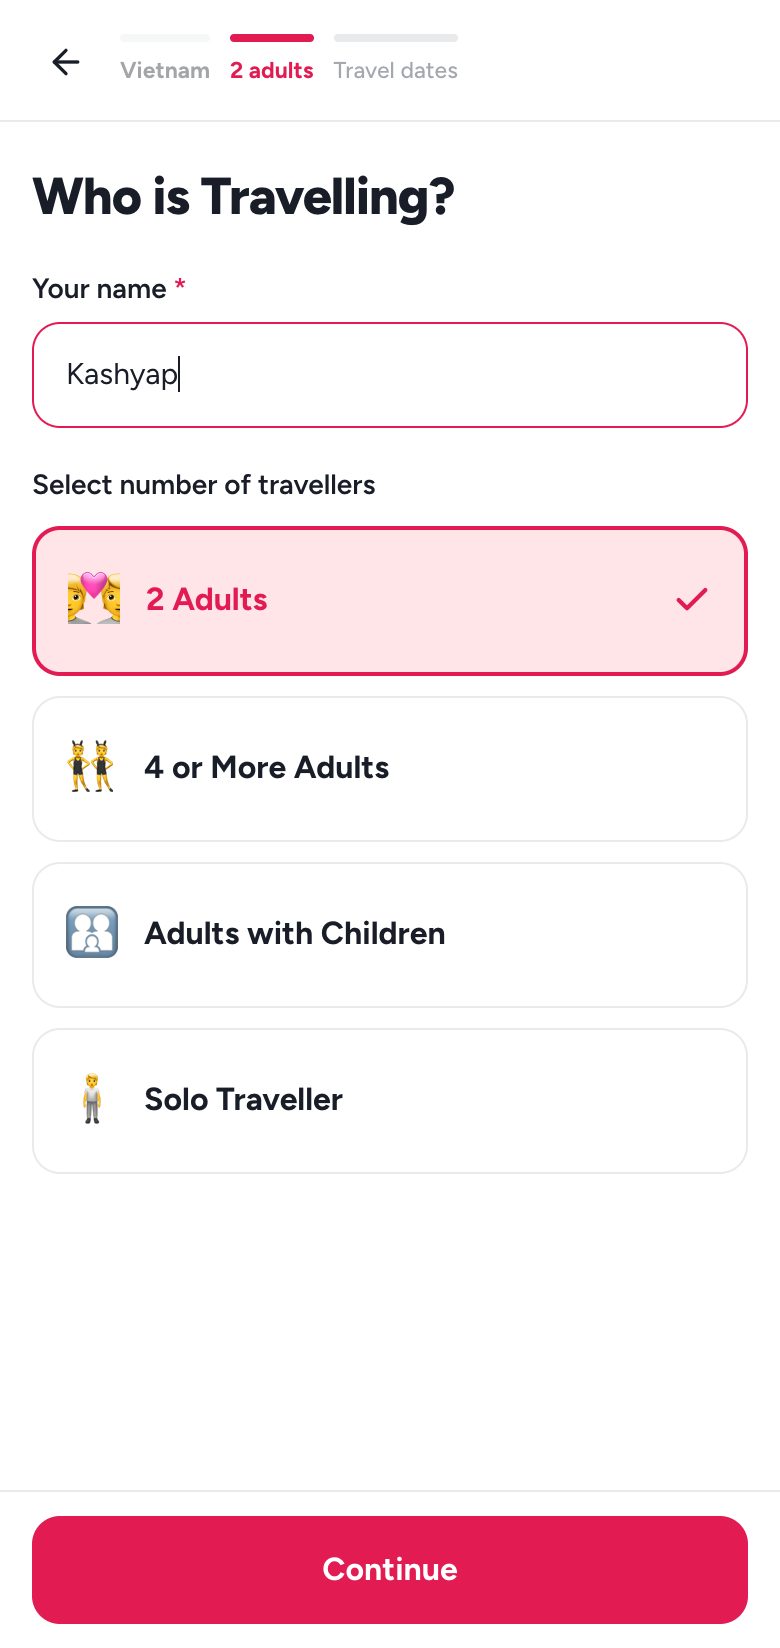 Vietnam 2 adults Travel dates
Who is Travelling?
Your name *
Kashyap
Select number of travellers
2 Adults
4 or More Adults
Adults with Children
Solo Traveller
Continue